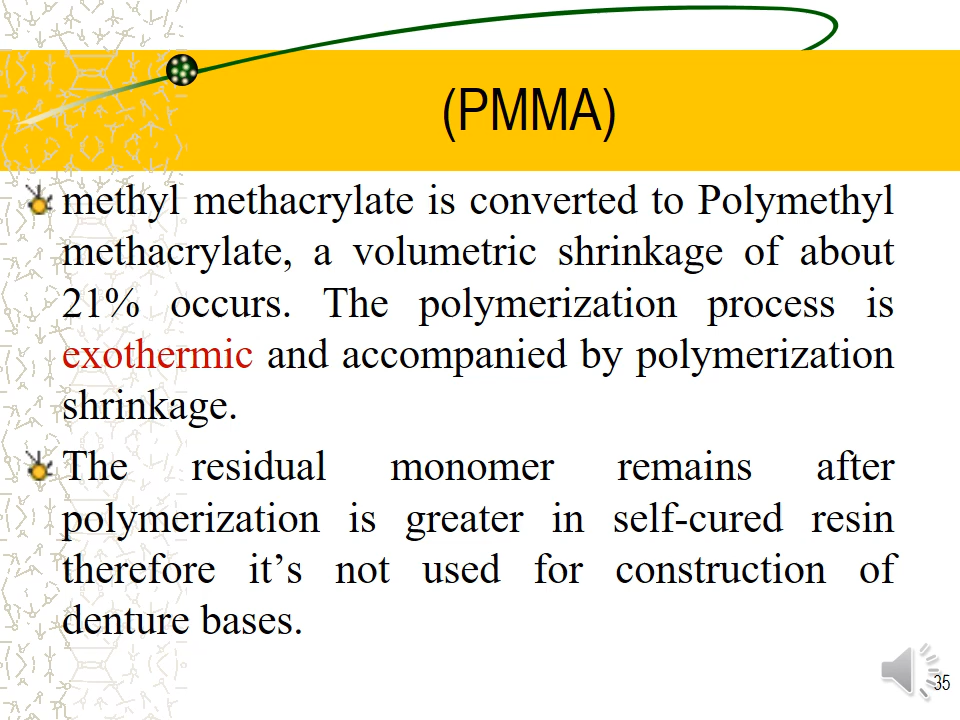 (PMMA)
methyl methacrylate is converted to Polymethyl
methacrylate, a volumetric shrinkage of about
21% occurs. The polymerization process is
exothermic and accompanied by polymerization
shrinkage.
The residual monomer remains after
polymerization is greater in self-cured resin
therefore it’s not used for construction of
denture bases.
35